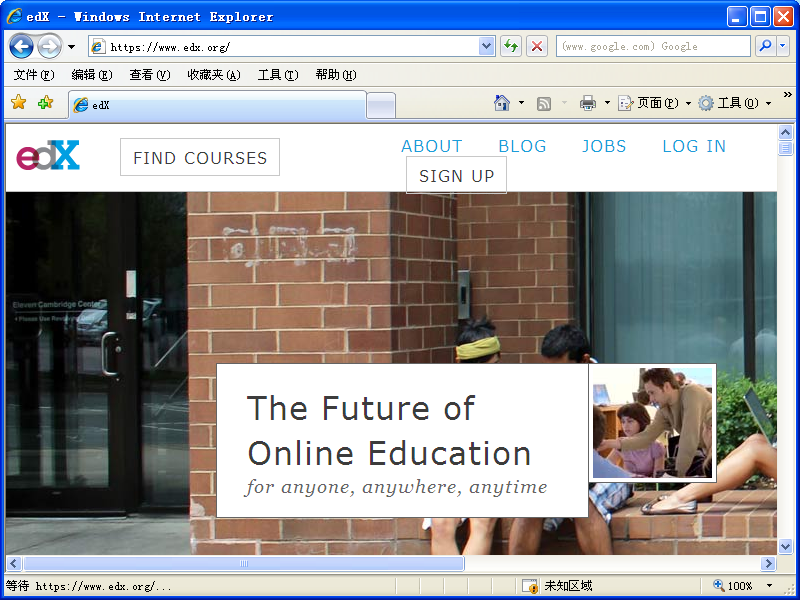 edX - Windows Internet Explorer
https://www.edx.org/
(www.google.com) Google
文件(F) 编辑(E) 查看(V) 收藏夹(A) 工具(T) 帮助(H)
edX
页面(P) 工具(O)
edX
FIND COURSES
ABOUT BLOG JOBS LOG IN
SIGN UP
Eleven Cambridge Center
The Future of
Online Education
for anyone, anywhere, anytime
等待 https://www.edx.org/...
未知区域
100%